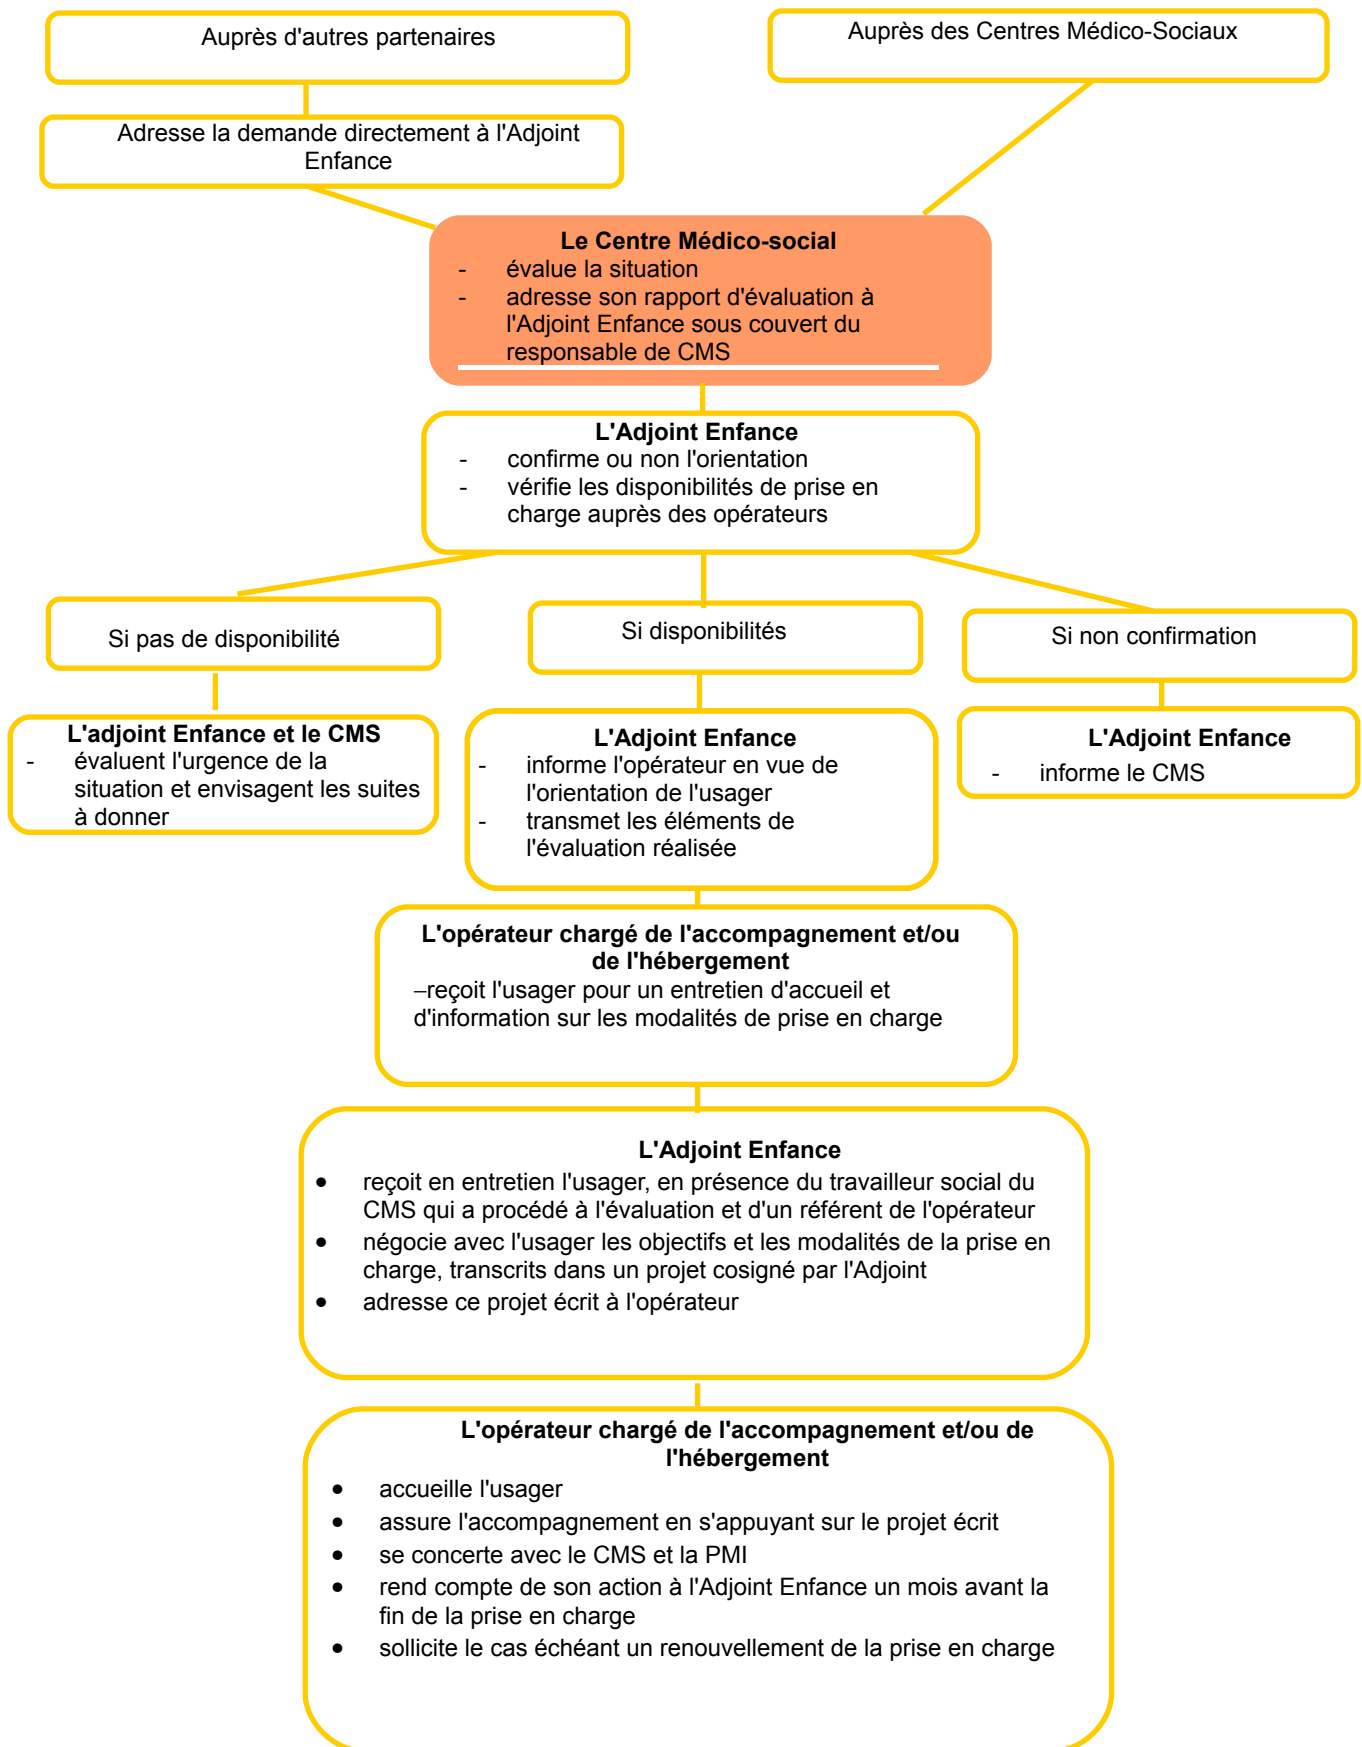 Auprès d'autres partenaires
Auprès des Centres Médico-Sociaux
Adresse la demande directement à l'Adjoint
Enfance
Le Centre Médico-social
- évalue la situation
- adresse son rapport d'évaluation à
l'Adjoint Enfance sous couvert du
responsable de CMS
L'Adjoint Enfance
- confirme ou non l'orientation
- vérifie les disponibilités de prise en
charge auprès des opérateurs
Si pas de disponibilité
Si disponibilités
Si non confirmation
L'adjoint Enfance et le CMS
- évaluent l'urgence de la
situation et envisagent les suites
à donner
L'Adjoint Enfance
- informe l'opérateur en vue de
l'orientation de l'usager
- transmet les éléments de
l'évaluation réalisée
L'Adjoint Enfance
- informe le CMS
L'opérateur chargé de l'accompagnement et/ou
de l'hébergement
–reçoit l'usager pour un entretien d'accueil et
d'information sur les modalités de prise en charge
L'Adjoint Enfance
• reçoit en entretien l'usager, en présence du travailleur social du
CMS qui a procédé à l'évaluation et d'un référent de l'opérateur
• négocie avec l'usager les objectifs et les modalités de la prise en
charge, transcrits dans un projet cosigné par l'Adjoint
• adresse ce projet écrit à l'opérateur
L'opérateur chargé de l'accompagnement et/ou de
l'hébergement
• accueille l'usager
• assure l'accompagnement en s'appuyant sur le projet écrit
• se concerte avec le CMS et la PMI
• rend compte de son action à l'Adjoint Enfance un mois avant la
fin de la prise en charge
• sollicite le cas échéant un renouvellement de la prise en charge